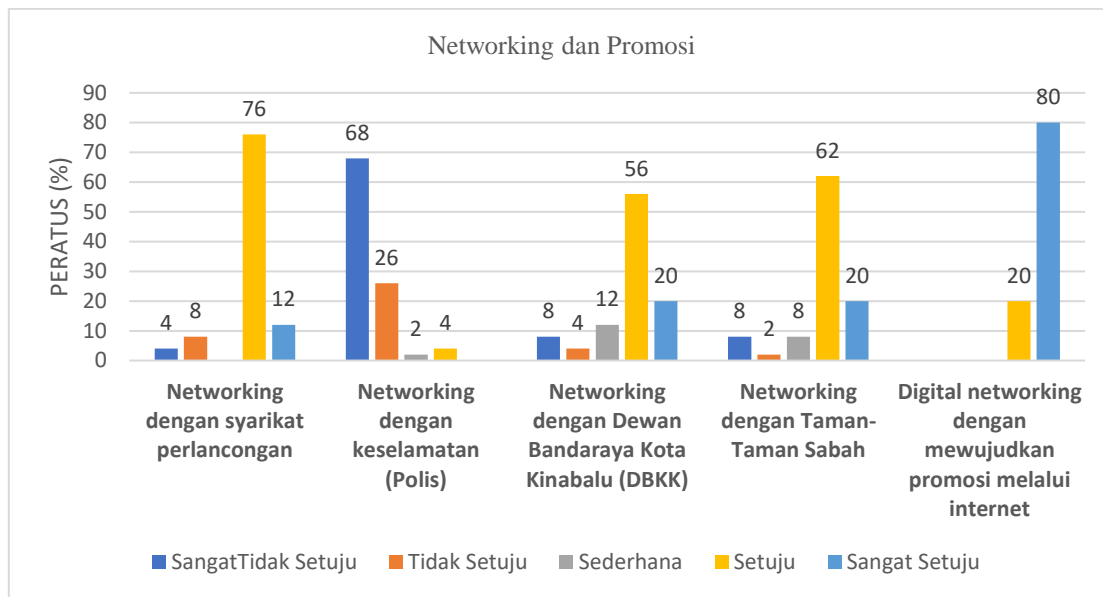 Networking dan Promosi
PERATUS (%)
90
80
70
60
50
40
30
20
10
0
4
8
76
12
68
26
2
4
8
4
12
56
20
8
2
8
62
20
20
80
Networking
dengan syarikat
perlancongan
Networking
dengan
keselamatan
(Polis)
Networking
dengan Dewan
Bandaraya Kota
Kinabalu (DBKK)
Networking
dengan Taman-
Taman Sabah
Digital networking
dengan
mewujudkan
promosi melalui
internet
SangatTidak Setuju
Tidak Setuju
Sederhana
Setuju
Sangat Setuju